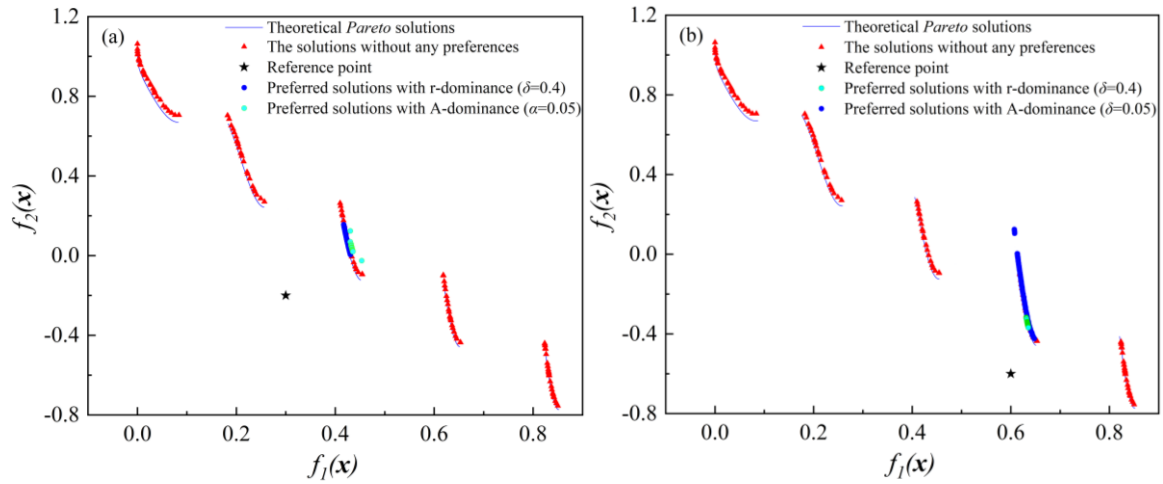 (a)
Theoretical Pareto solutions
The solutions without any preferences
Reference point
Preferred solutions with r-dominance (δ=0.4)
Preferred solutions with A-dominance (α=0.05)
1.2
0.8
0.4
0.0
-0.4
-0.8
f2(x)
0.0 0.2 0.4 0.6 0.8
f1(x)
(b)
Theoretical Pareto solutions
The solutions without any preferences
Reference point
Preferred solutions with r-dominance (δ=0.4)
Preferred solutions with A-dominance (δ=0.05)
1.2
0.8
0.4
0.0
-0.4
-0.8
f2(x)
0.0 0.2 0.4 0.6 0.8
f1(x)